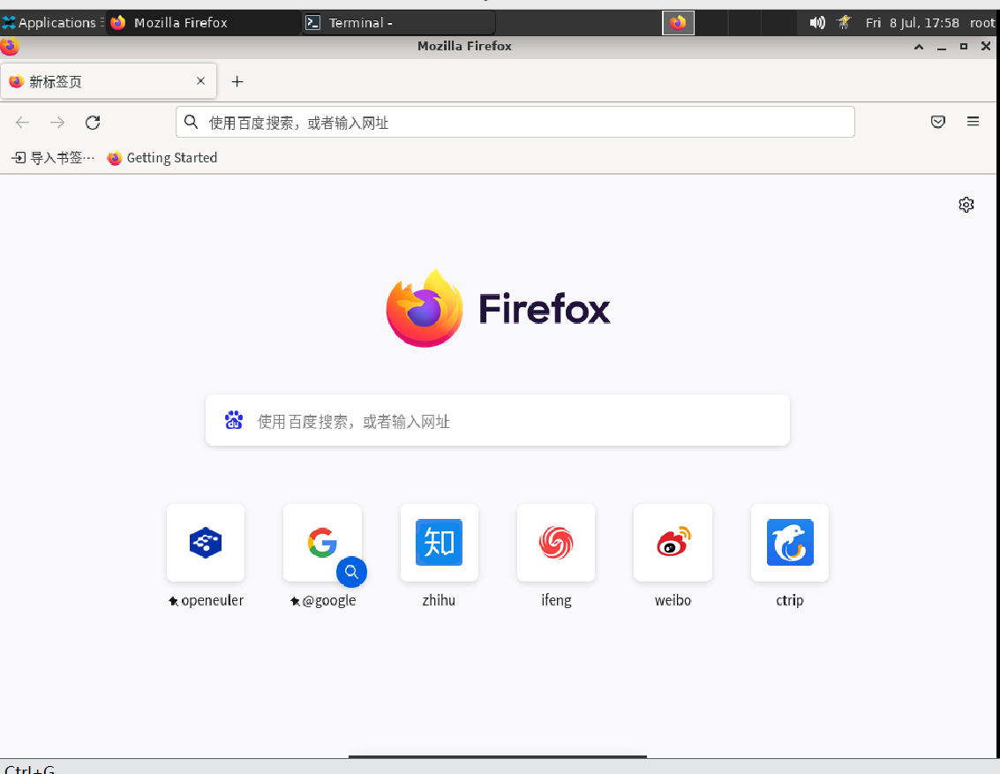 Applications
Mozilla Firefox
Terminal -
Fri 8 Jul, 17:58
root
Mozilla Firefox
新标签页
使用百度搜索，或者输入网址
导入书签…
Getting Started
Firefox
du
使用百度搜索，或者输入网址
G
知
openeuler
@google
zhihu
ifeng
weibo
ctrip
Ctrl+G